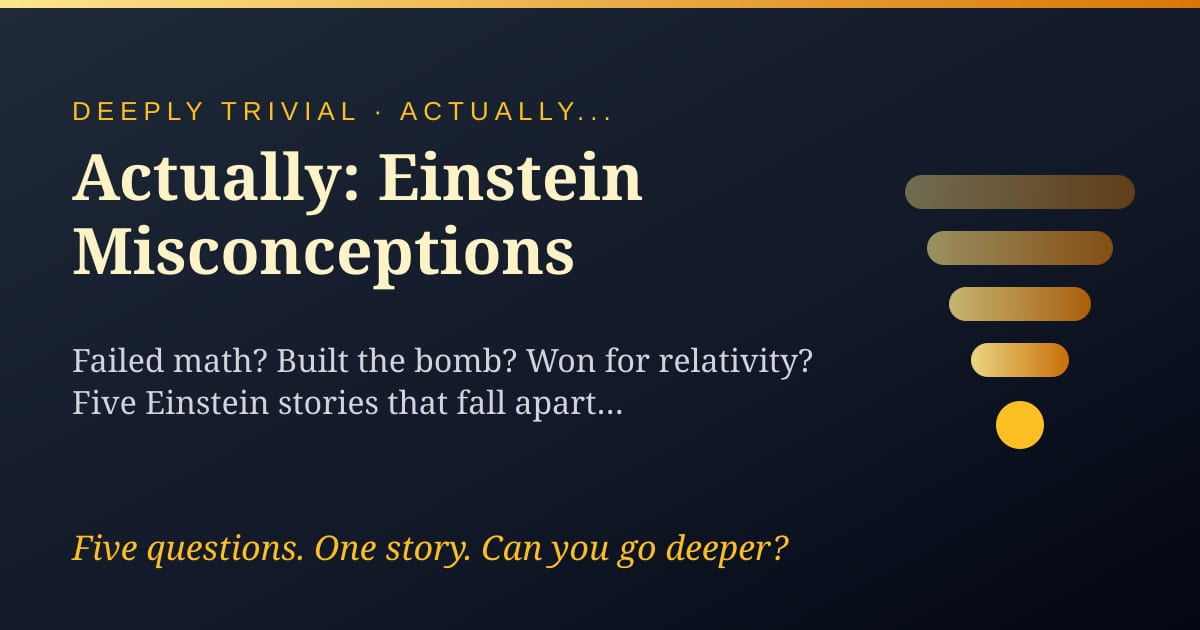 DEEPLY TRIVIAL · ACTUALLY...
Actually: Einstein
Misconceptions
Failed math? Built the bomb? Won for relativity?
Five Einstein stories that fall apart…
Five questions. One story. Can you go deeper?